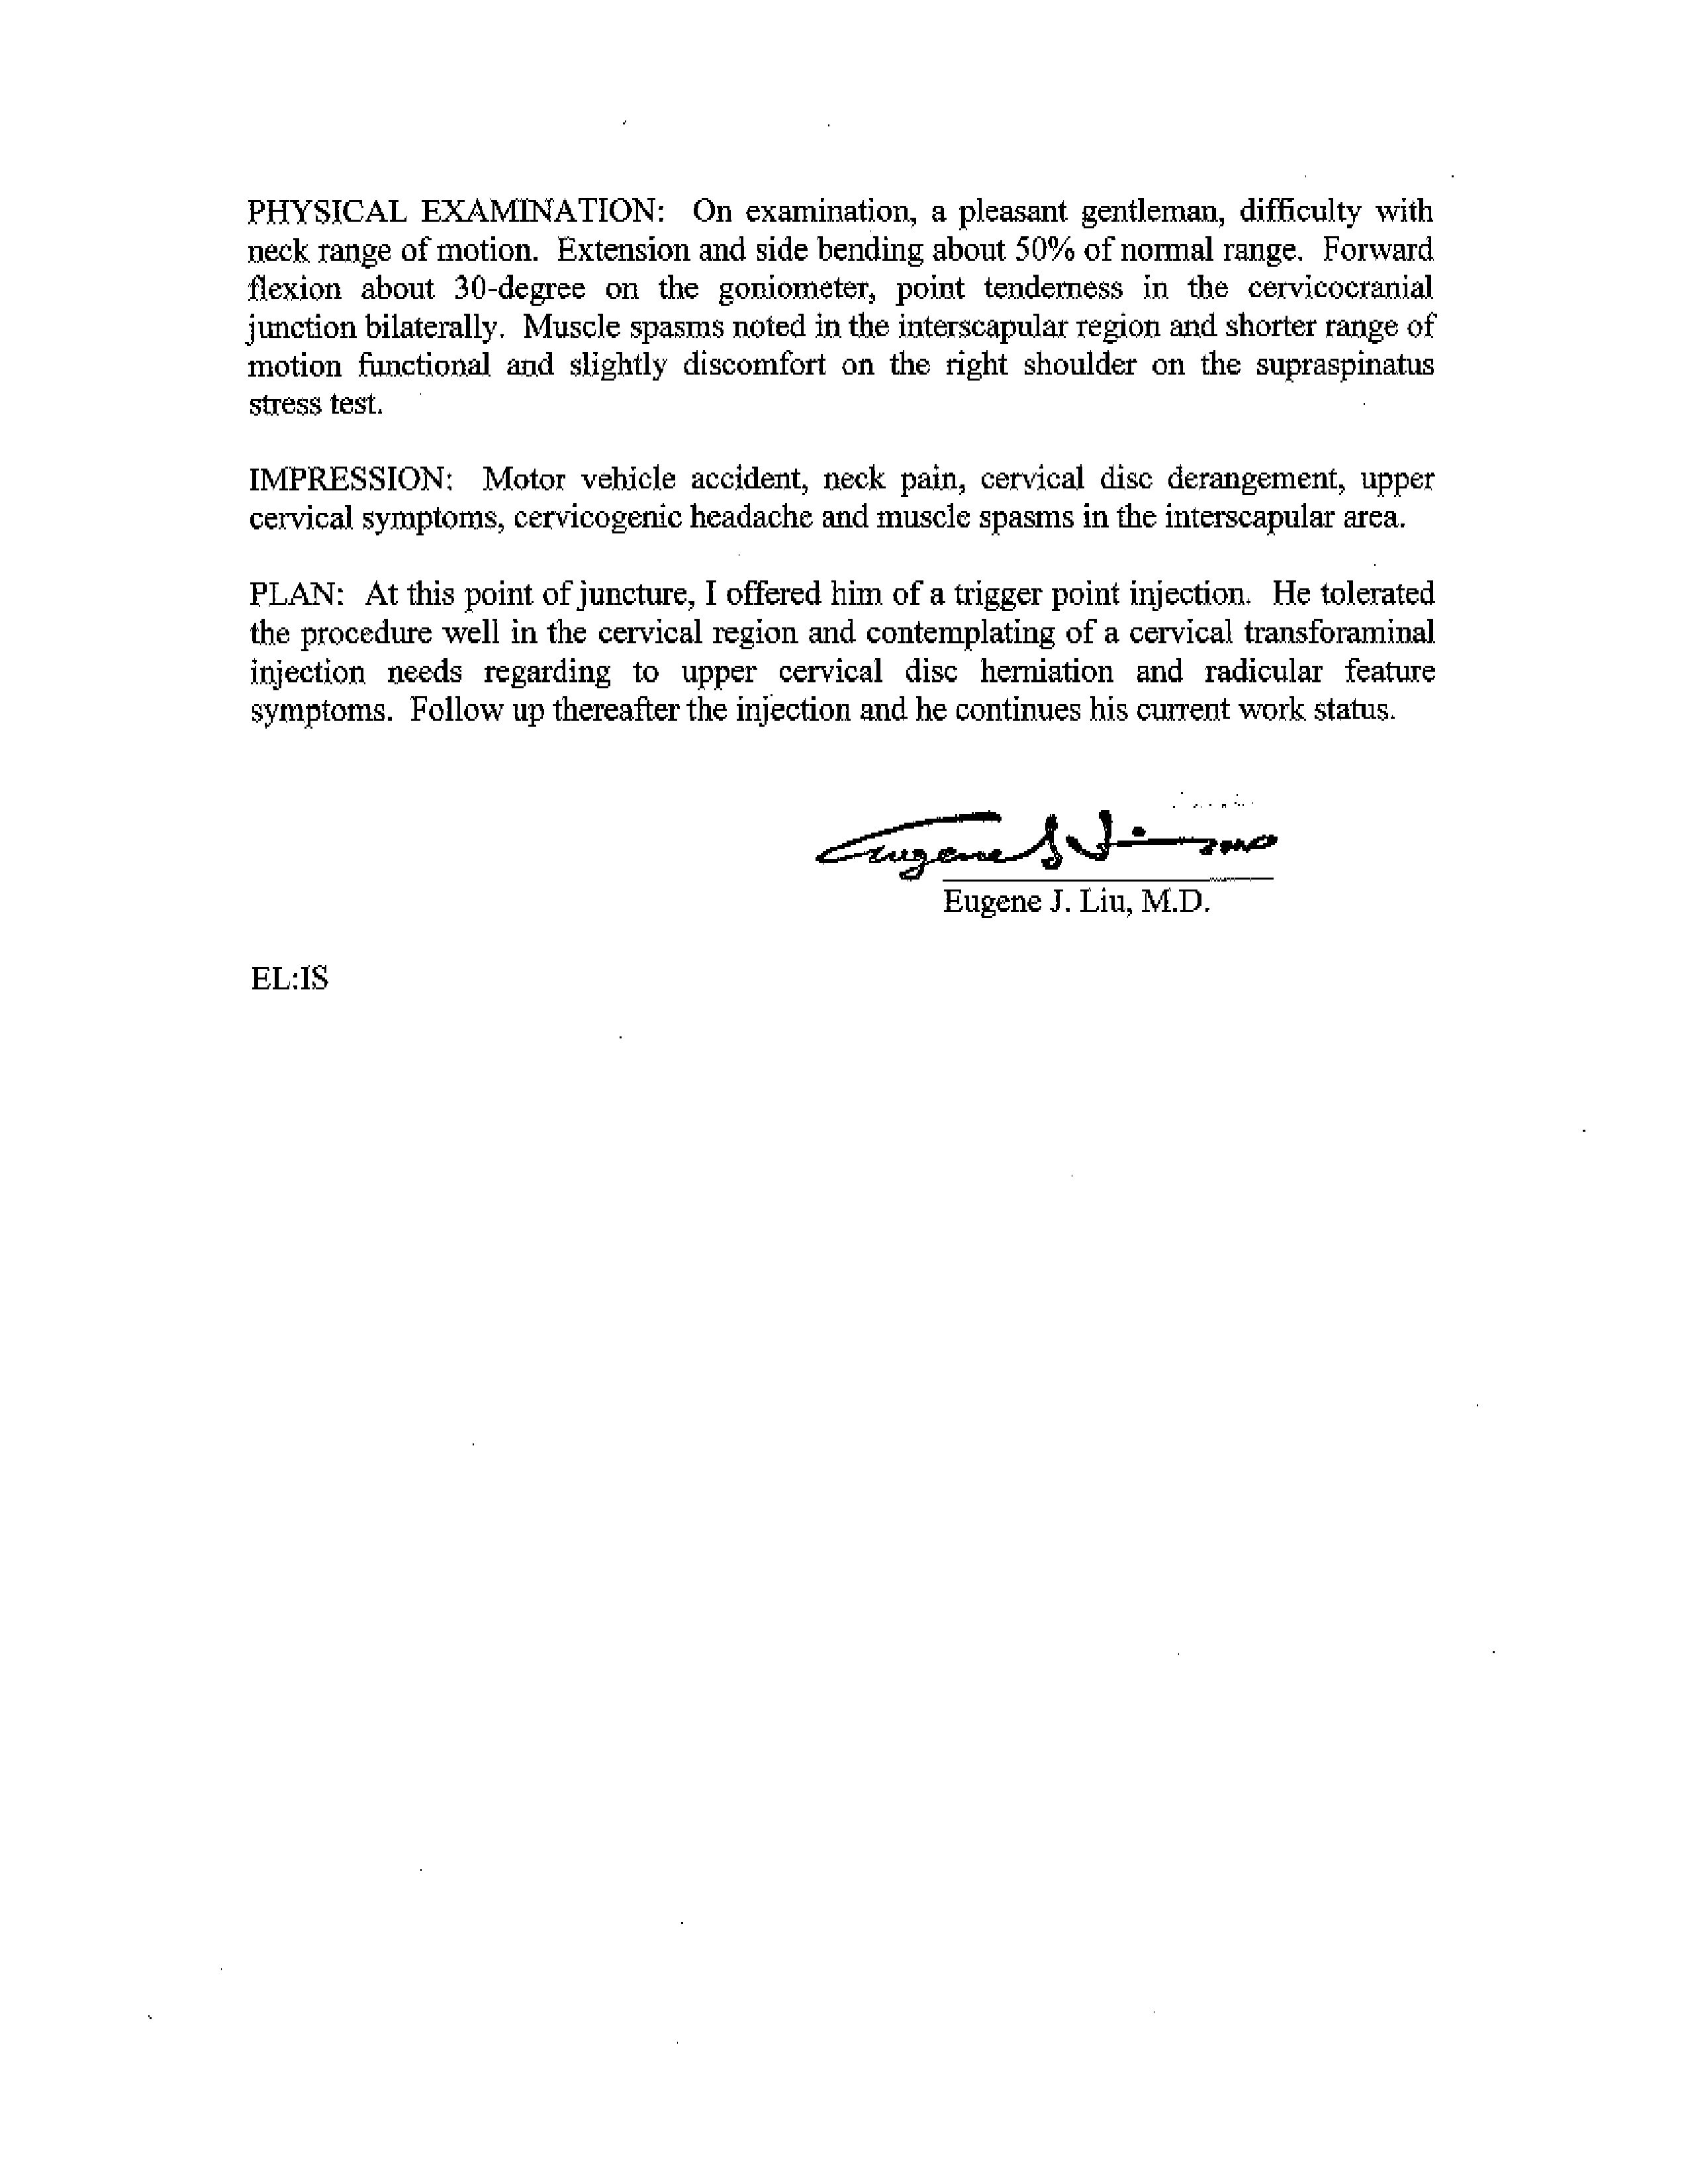 PHYSICAL EXAMINATION: On examination, a pleasant gentleman, difficulty with
neck range of motion. Extension and side bending about 50% of normal range. Forward
flexion about 30-degree on the goniometer, point tenderness in the cervicocranial
junction bilaterally. Muscle spasms noted in the interscapular region and shorter range of
motion functional and slightly discomfort on the right shoulder on the supraspinatus
stress test.
IMPRESSION: Motor vehicle accident, neck pain, cervical disc derangement, upper
cervical symptoms, cervicogenic headache and muscle spasms in the interscapular area.
PLAN: At this point of juncture, I offered him of a trigger point injection. He tolerated
the procedure well in the cervical region and contemplating of a cervical transforaminal
injection needs regarding to upper cervical disc herniation and radicular feature
symptoms. Follow up thereafter the injection and he continues his current work status.
Eugene J
Eugene J. Liu, M.D.
EL:IS